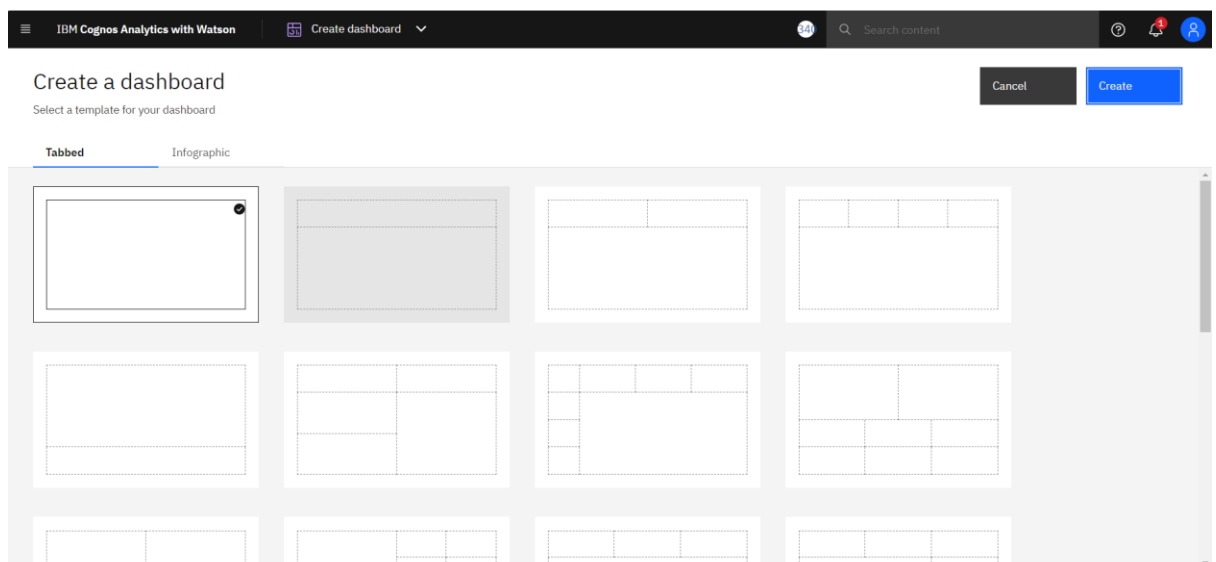 IBM Cognos Analytics with Watson
Create dashboard
Search content
1
Create a dashboard
Select a template for your dashboard
Cancel
Create
Tabbed
Infographic